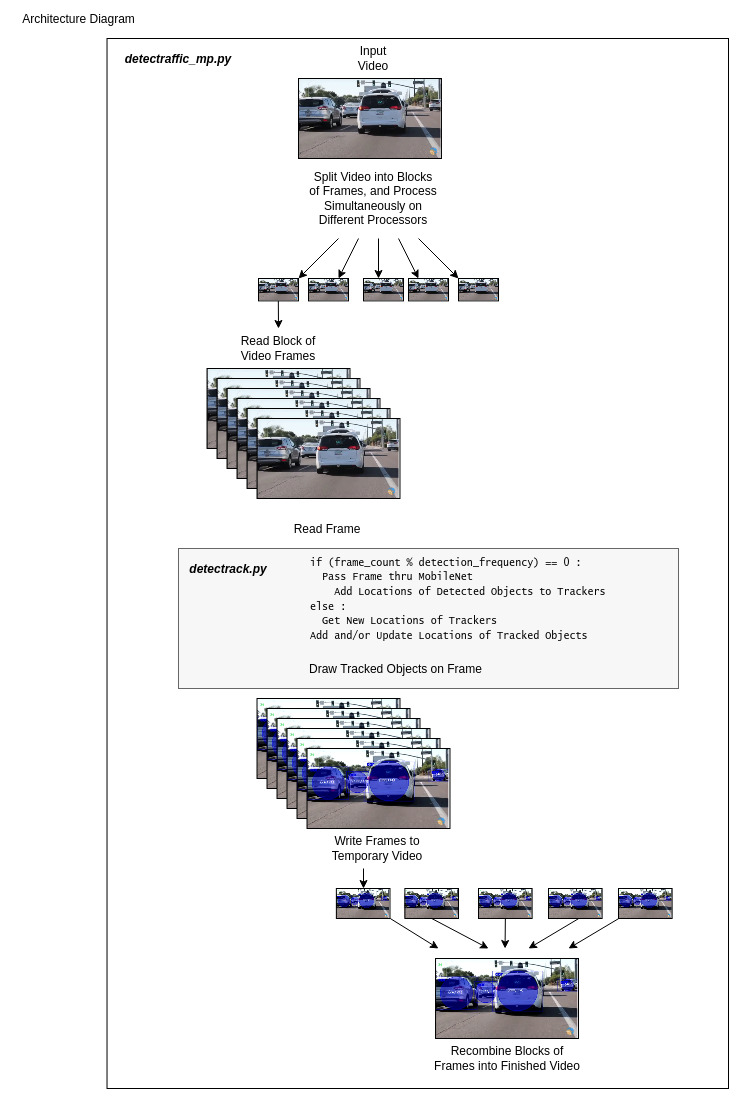 Architecture Diagram
detectraffic_mp.py
Input
Video
Split Video into Blocks
of Frames, and Process
Simultaneously on
Different Processors
Read Block of
Video Frames
Read Frame
detectrack.py
if (frame_count % detection_frequency) == 0 :
Pass Frame thru MobileNet
Add Locations of Detected Objects to Trackers
else :
Get New Locations of Trackers
Add and/or Update Locations of Tracked Objects
Draw Tracked Objects on Frame
Write Frames to
Temporary Video
Recombine Blocks of
Frames into Finished Video